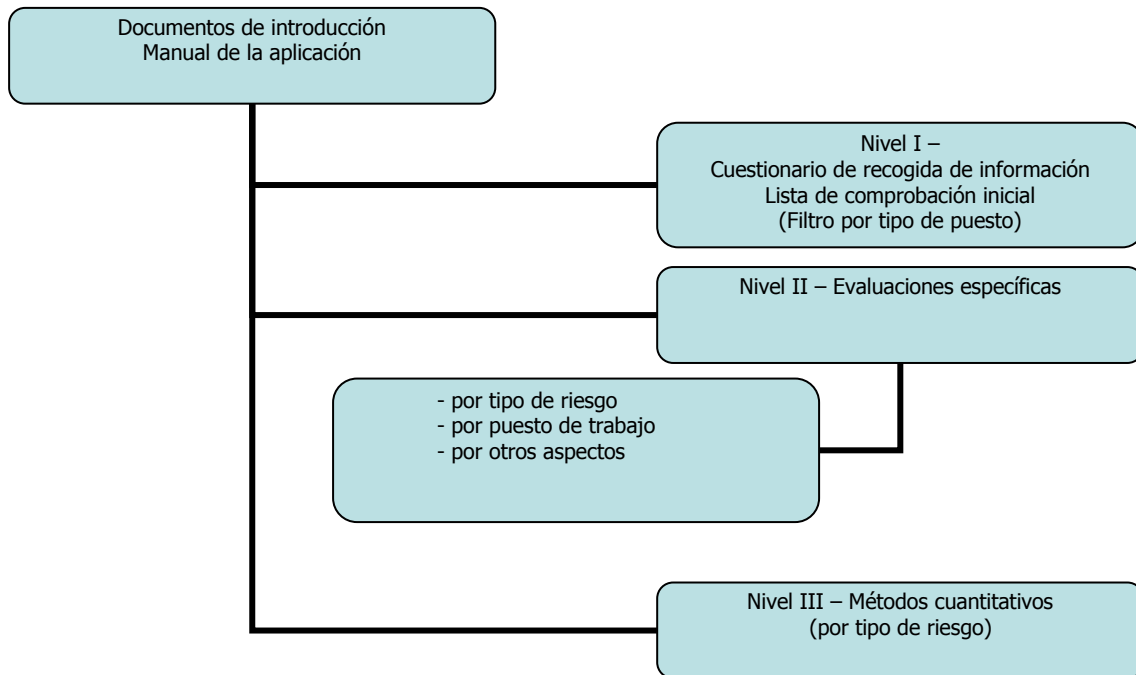 Documentos de introducción
Manual de la aplicación
Nivel I –
Cuestionario de recogida de información
Lista de comprobación inicial
(Filtro por tipo de puesto)
Nivel II – Evaluaciones específicas
- por tipo de riesgo
- por puesto de trabajo
- por otros aspectos
Nivel III – Métodos cuantitativos
(por tipo de riesgo)